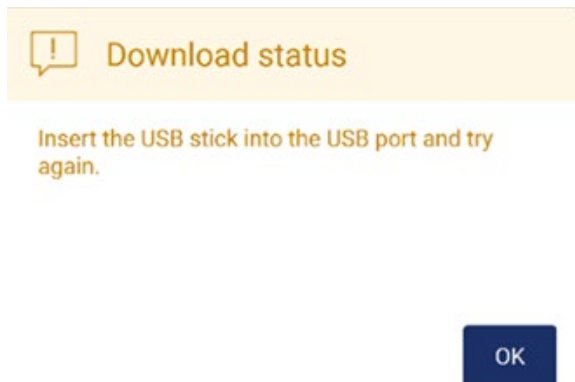 Download status
Insert the USB stick into the USB port and try
again.
OK